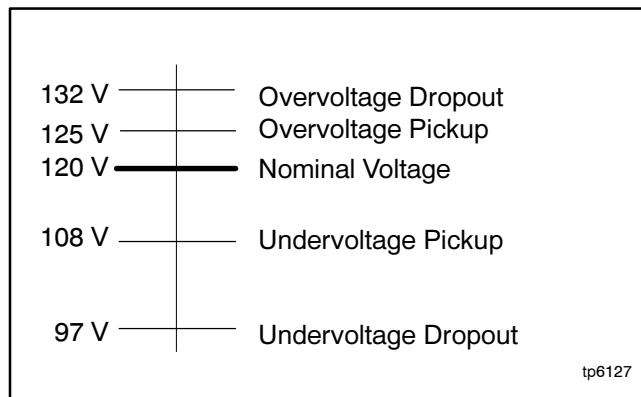 132 V Overvoltage Dropout
125 V Overvoltage Pickup
120 V Nominal Voltage
108 V Undervoltage Pickup
97 V Undervoltage Dropout
tp6127